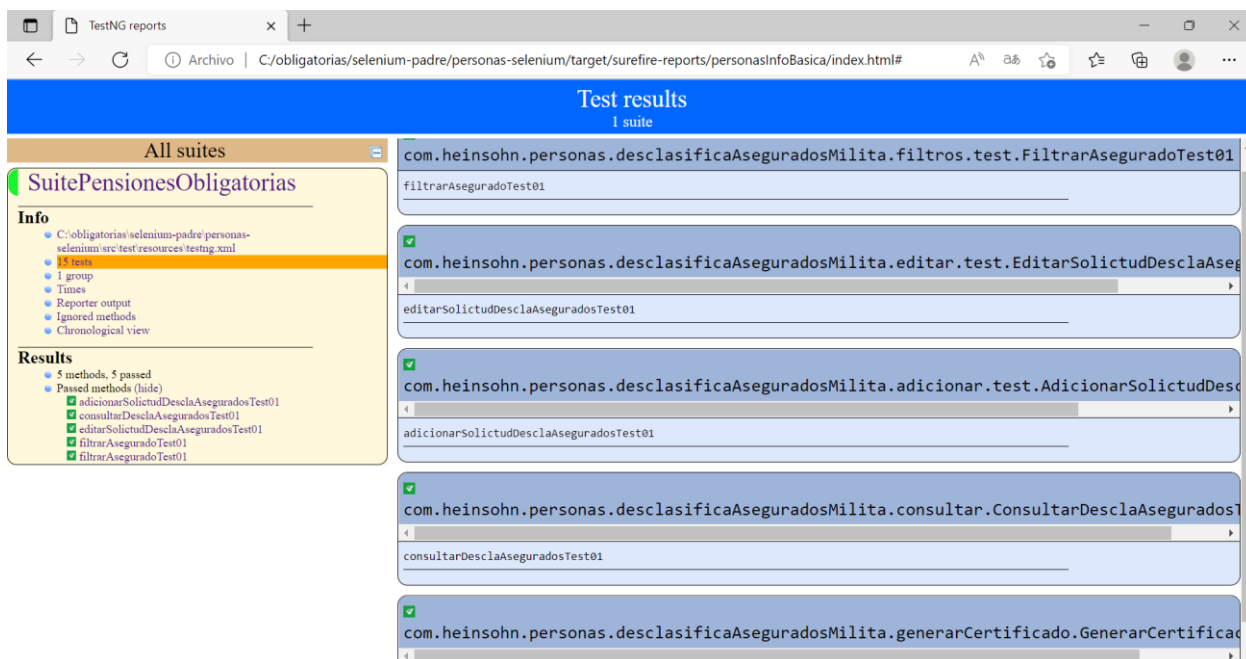 TestNG reports
Archivo
C:/obligatorias/selenium-padre/personas-selenium/target/surefire-reports/personasInfoBasica/index.html#
Test results
1 suite
All suites
SuitePensionesObligatorias
Info
C:\obligatorias\selenium-padre\personas-
selenium\src\test\resources\testng.xml
15 tests
1 group
Times
Reporter output
Ignored methods
Chronological view
Results
5 methods, 5 passed
Passed methods (hide)
adicionarSolictudDesclaAseguradosTest01
consultarDesclaAseguradosTest01
editarSolictudDesclaAseguradosTest01
filtrarAseguradoTest01
filtrarAseguradoTest01
com.heinsohn.personas.desclasificaAseguradosMilita.filtros.test.FiltrarAseguradoTest01
filtrarAseguradoTest01
com.heinsohn.personas.desclasificaAseguradosMilita.editar.test.EditarSolictudDesclaAseg
editarSolictudDesclaAseguradosTest01
com.heinsohn.personas.desclasificaAseguradosMilita.adicionar.test.AdicionarSolictudDesc
adicionarSolictudDesclaAseguradosTest01
com.heinsohn.personas.desclasificaAseguradosMilita.consultar.ConsultarDesclaAseguradosT
consultarDesclaAseguradosTest01
com.heinsohn.personas.desclasificaAseguradosMilita.generarCertificado.GenerarCertificad